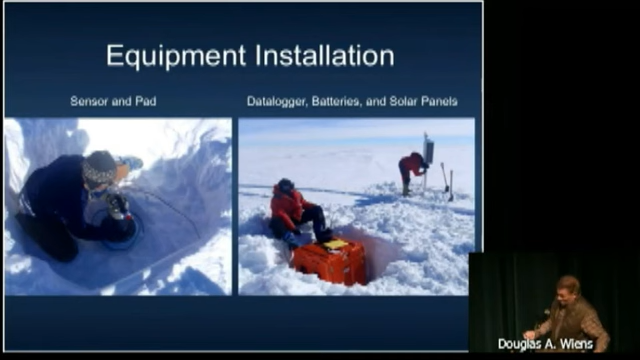 Equipment Installation
Sensor and Pad
Datalogger, Batteries, and Solar Panels
Douglas A. Wiens